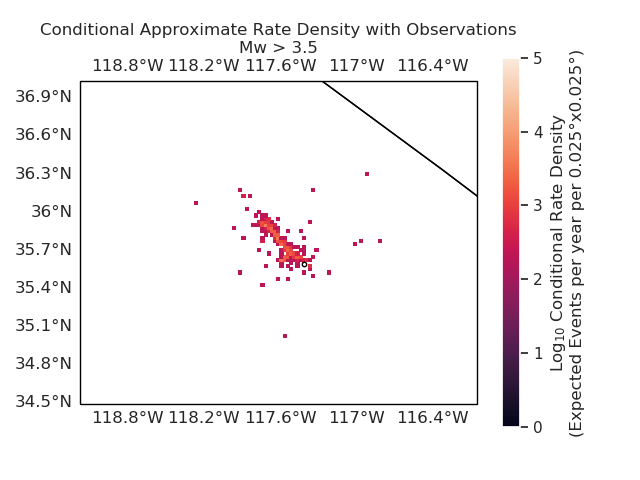 Conditional Approximate Rate Density with Observations
Mw > 3.5
118.8°W 118.2°W 117.6°W 117°W 116.4°W
36.9°N
36.6°N
36.3°N
36°N
35.7°N
35.4°N
35.1°N
34.8°N
34.5°N
118.8°W 118.2°W 117.6°W 117°W 116.4°W
5
4
3
2
1
0
Log₁₀ Conditional Rate Density
(Expected Events per year per 0.025°x0.025°)